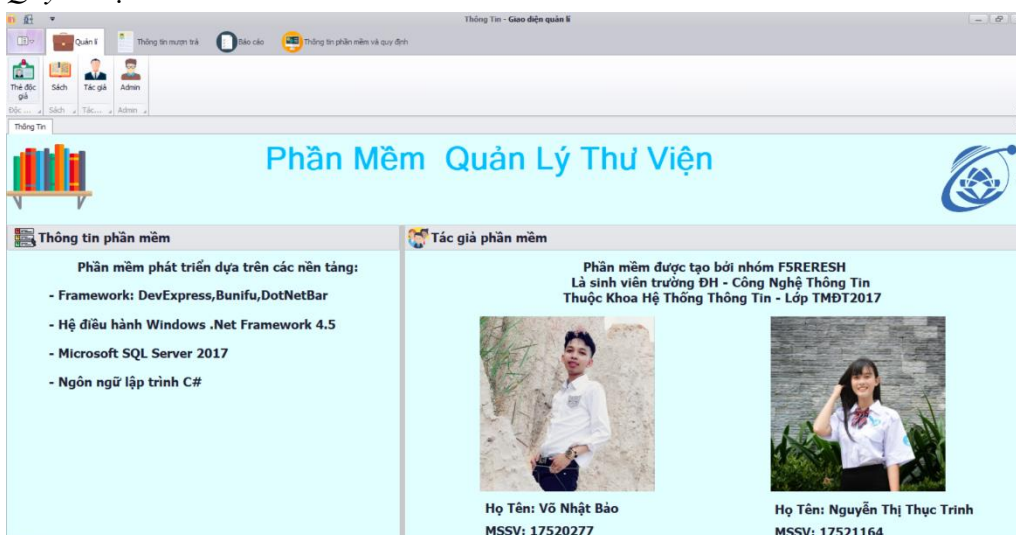 Thông Tin - Giao diện quản lí
Quản lí
Thông tin mượn trả
Báo cáo
Thông tin phần mềm và quy định
Thẻ độc giả
Sách
Tác giả
Admin
Độc ...
Sách
Tác...
Admin
Thông Tin
Phần Mềm Quản Lý Thư Viện
Thông tin phần mềm
Phần mềm phát triển dựa trên các nền tảng:
- Framework: DevExpress,Bunifu,DotNetBar
- Hệ điều hành Windows .Net Framework 4.5
- Microsoft SQL Server 2017
- Ngôn ngữ lập trình C#
Tác giả phần mềm
Phần mềm được tạo bởi nhóm F5RERESH
Là sinh viên trường ĐH - Công Nghệ Thông Tin
Thuộc Khoa Hệ Thống Thông Tin - Lớp TMĐT2017
Họ Tên: Võ Nhật Bảo
MSSV: 17520277
Họ Tên: Nguyễn Thị Thục Trinh
MSSV: 17521164